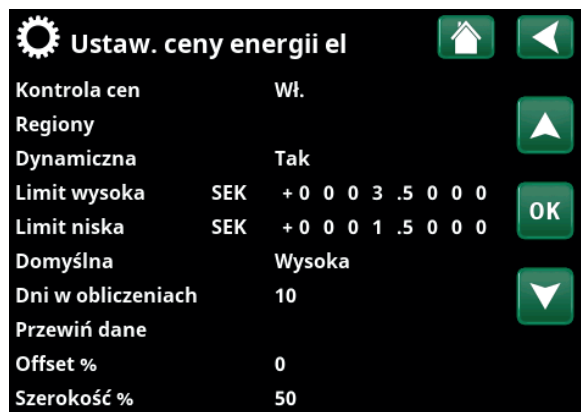 Ustaw. ceny energii el
Kontrola cen Wł.
Regiony
Dynamiczna Tak
Limit wysoka SEK +0 0 0 3 .5 0 0 0
OK
Limit niska SEK +0 0 0 1 .5 0 0 0
Domyślna Wysoka
Dni w obliczeniach 10
Przewiń dane
Offset % 0
Szerokość % 50